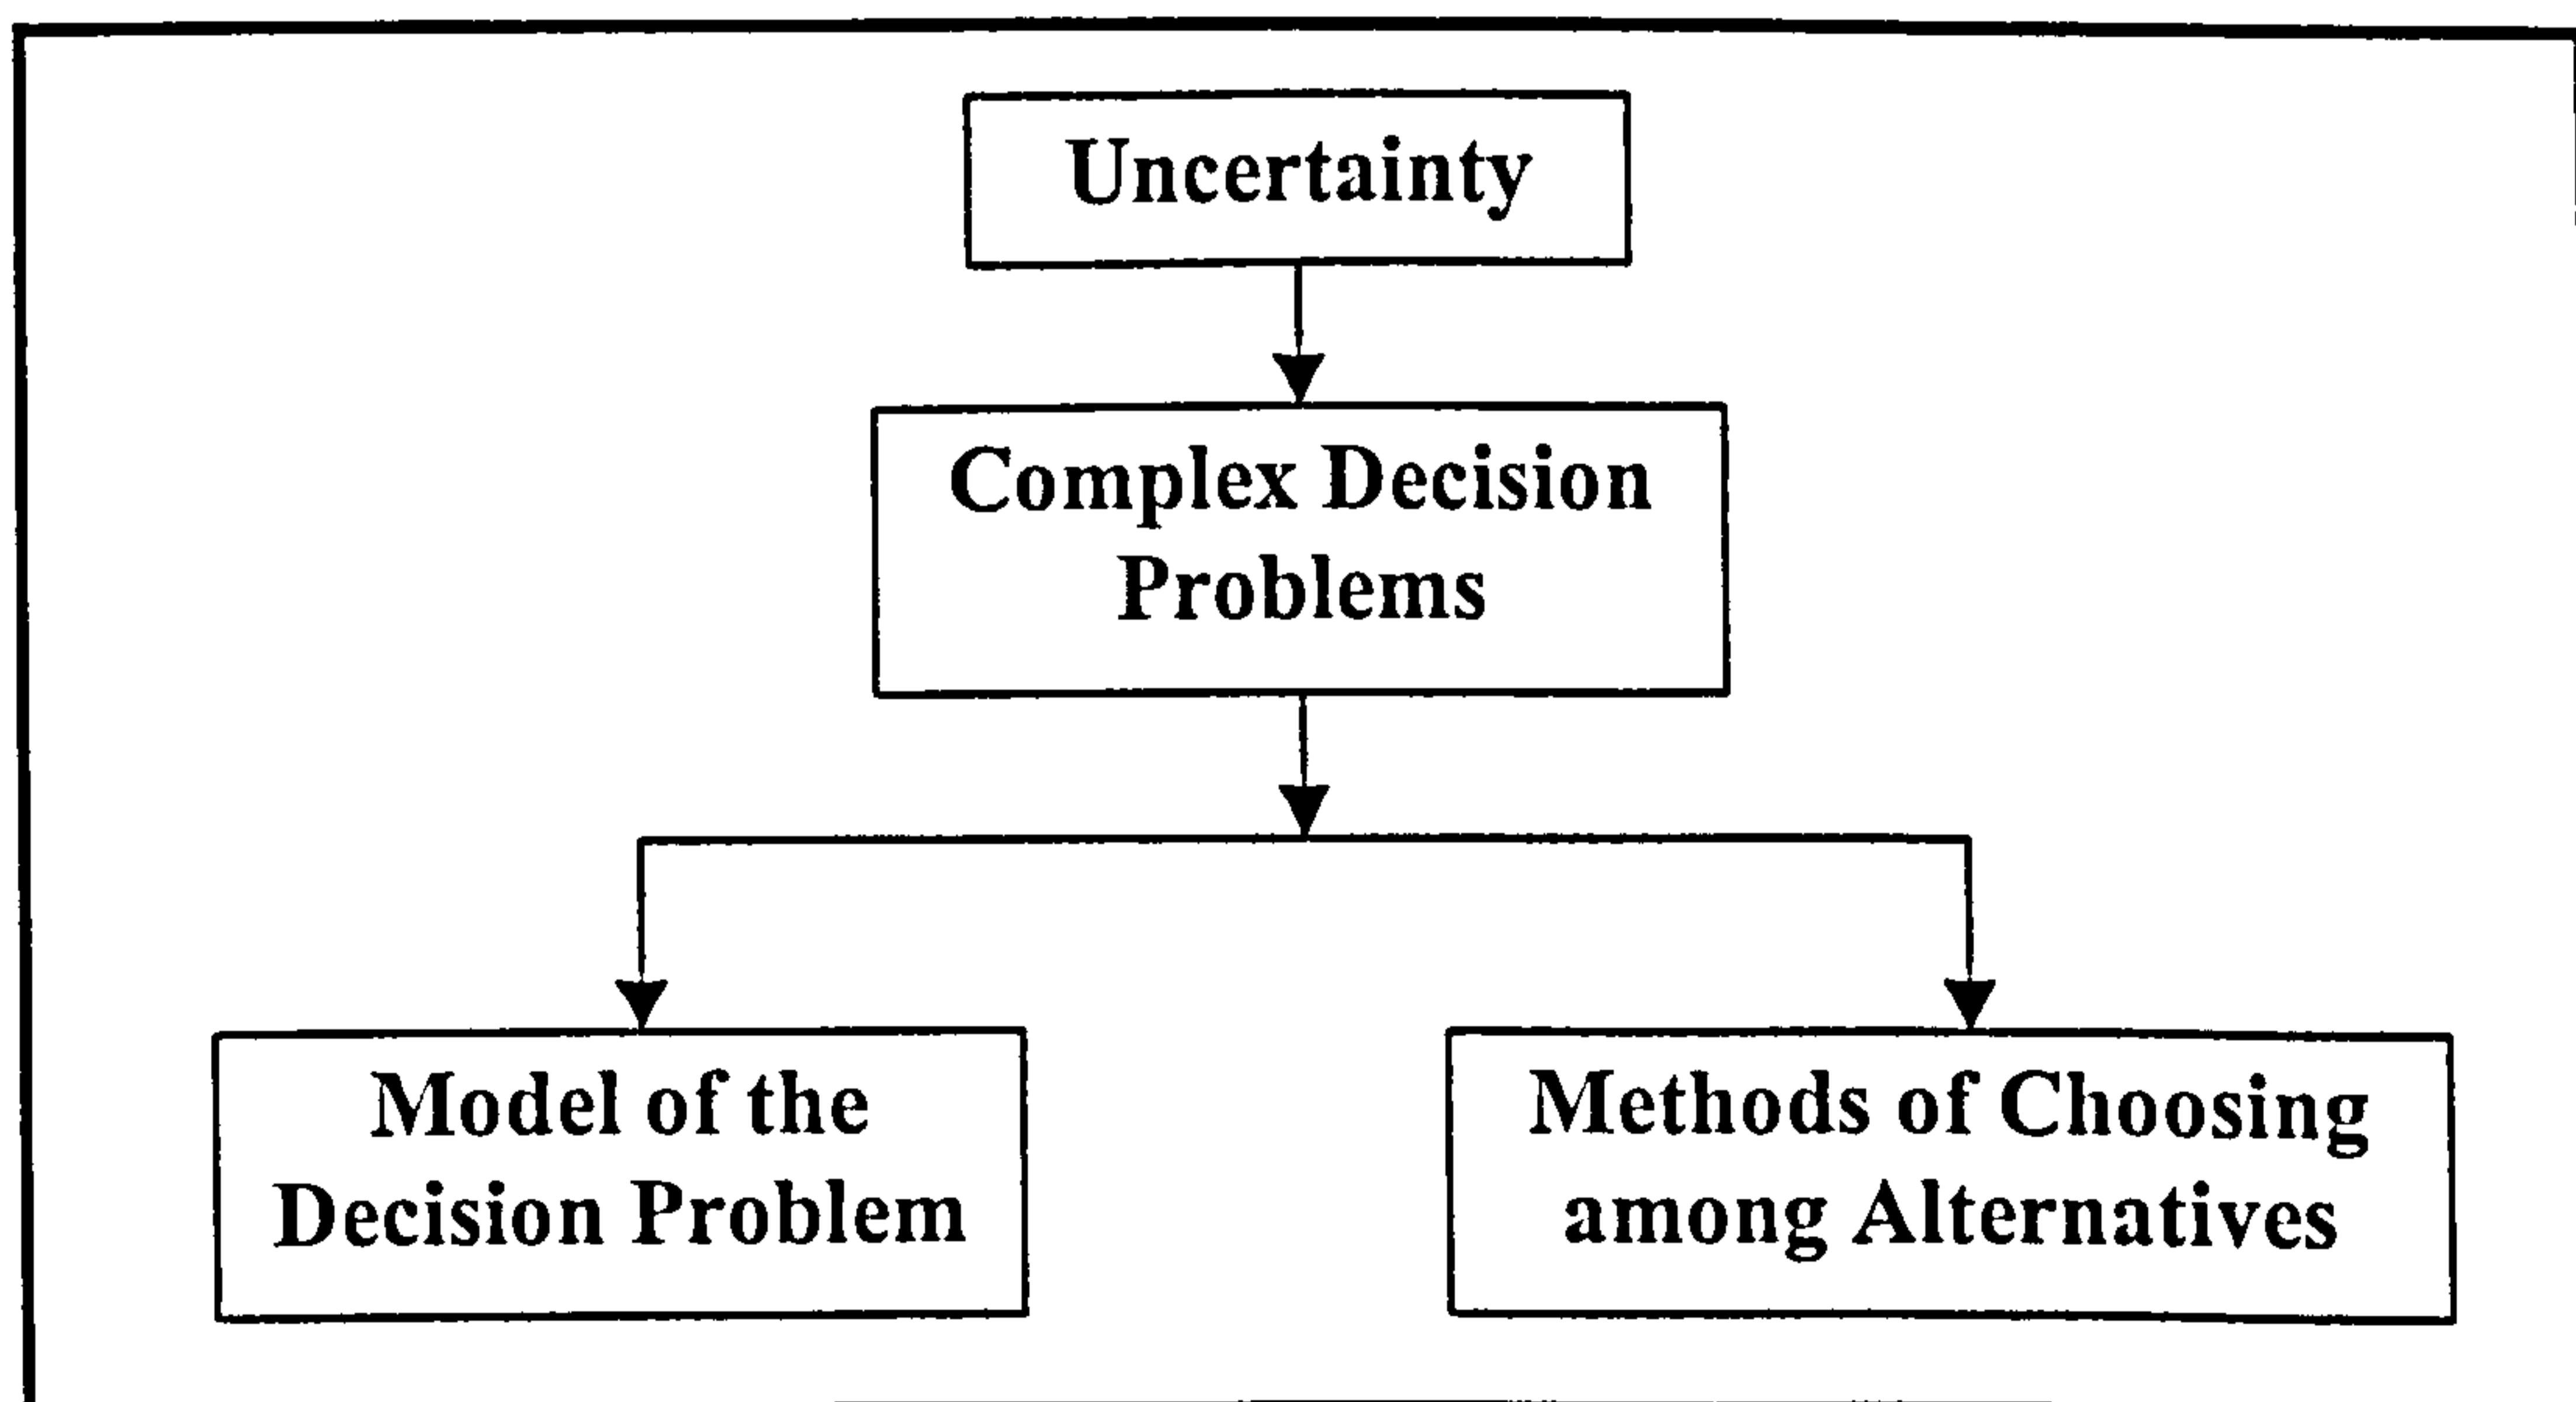 Uncertainty
Complex Decision
Problems
Model of the
Decision Problem
Methods of Choosing
among Alternatives